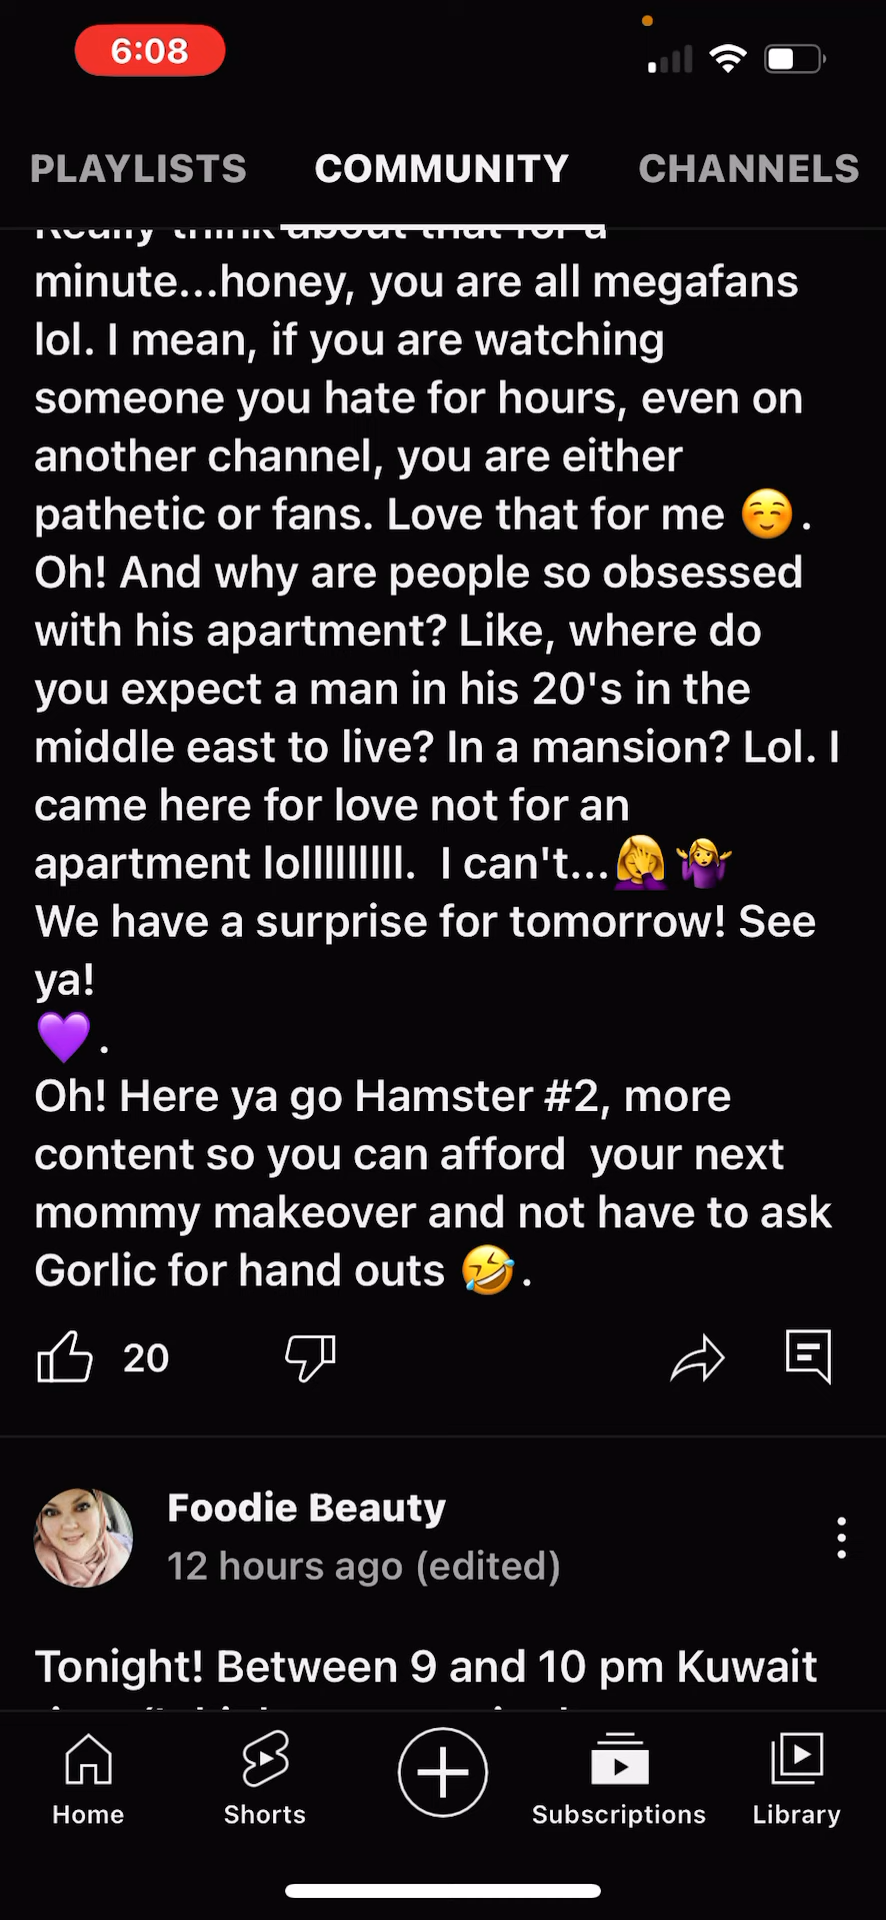 6:08
PLAYLISTS COMMUNITY CHANNELS
Really think about that for a
minute...honey, you are all megafans
lol. I mean, if you are watching
someone you hate for hours, even on
another channel, you are either
pathetic or fans. Love that for me ☺️.
Oh! And why are people so obsessed
with his apartment? Like, where do
you expect a man in his 20's in the
middle east to live? In a mansion? Lol. I
came here for love not for an
apartment lolllllllll. I can't...🤦‍♀️🤷‍♀️
We have a surprise for tomorrow! See
ya!
💜.
Oh! Here ya go Hamster #2, more
content so you can afford your next
mommy makeover and not have to ask
Gorlic for hand outs 🤣.
20
Foodie Beauty
12 hours ago (edited)
Tonight! Between 9 and 10 pm Kuwait
Home Shorts Subscriptions Library